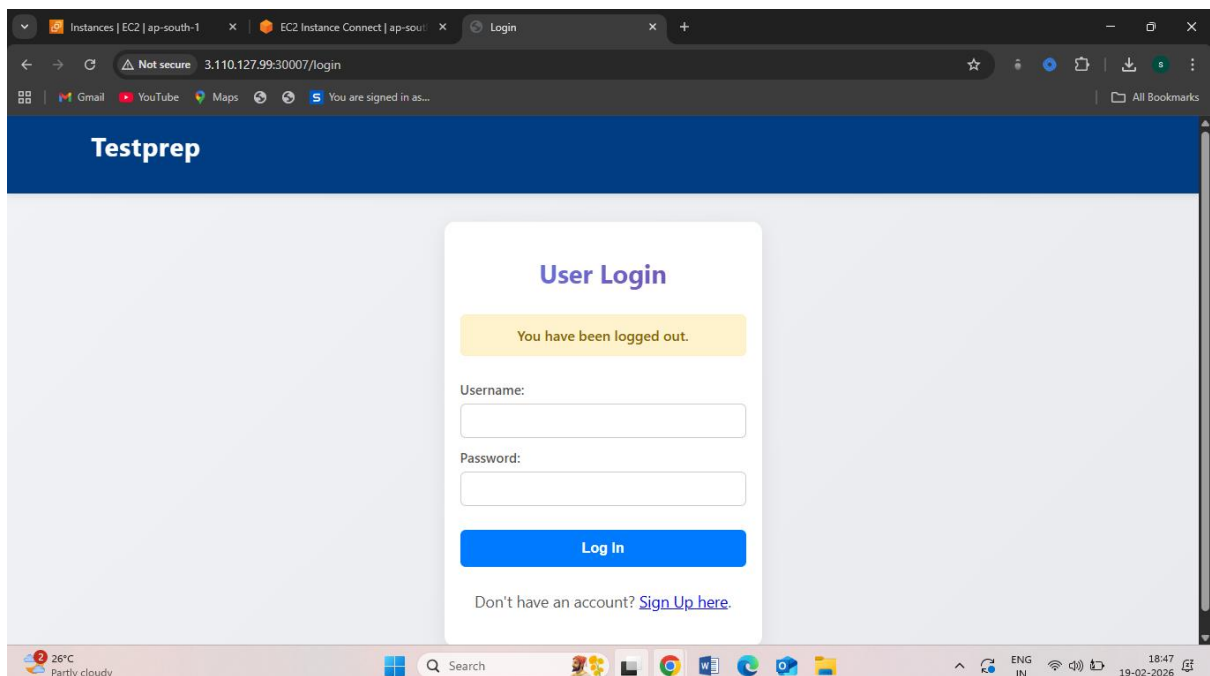 Instances | EC2 | ap-south-1
EC2 Instance Connect | ap-sout
Login
Not secure 3.110.127.99:30007/login
Gmail YouTube Maps S You are signed in as... All Bookmarks
Testprep
User Login
You have been logged out.
Username:
Password:
Log In
Don't have an account? Sign Up here.
2 26°C
Partly cloudy
Search
ENG
IN
18:47
19-02-2026